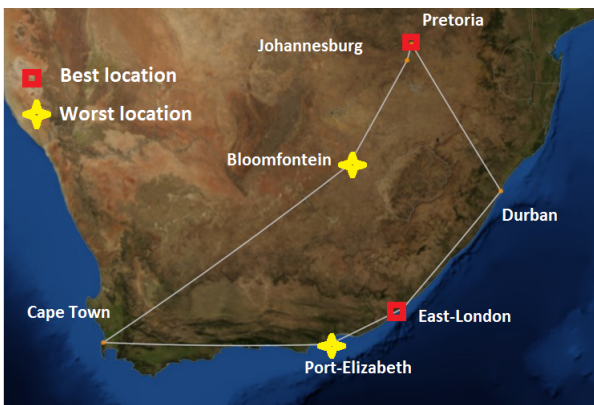 Pretoria
Johannesburg
Best location
Worst location
Bloomfontein
Durban
Cape Town
East-London
Port-Elizabeth